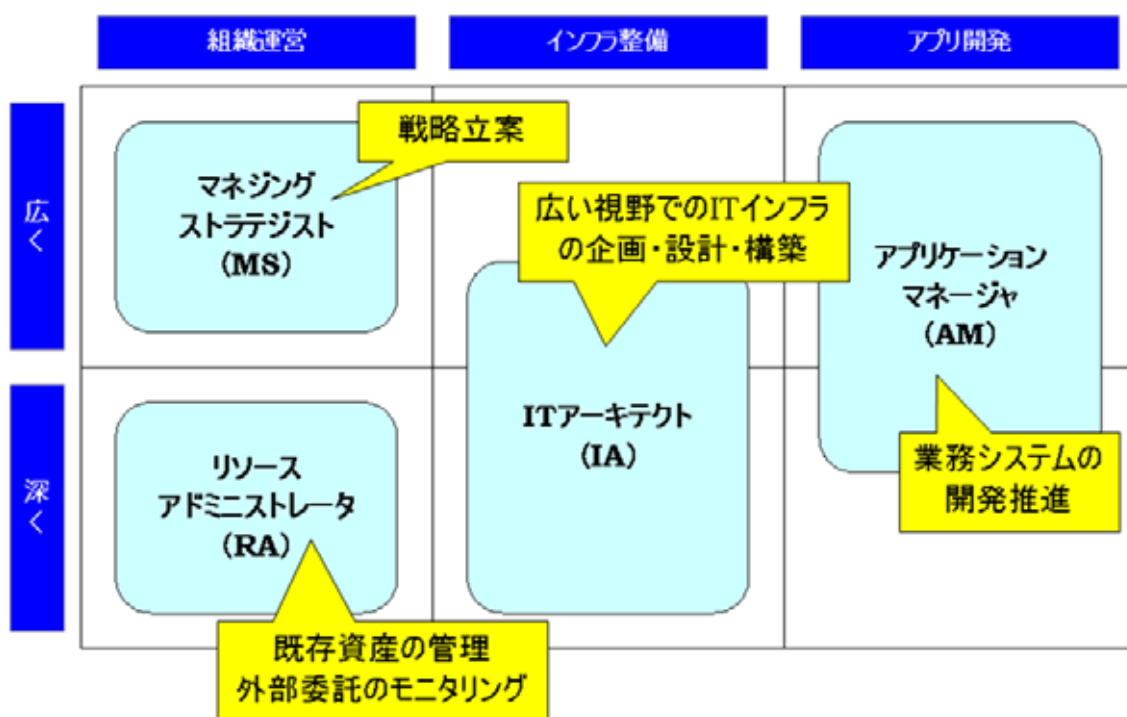 組織運営
インフラ整備
アプリ開発
広く
深く
戦略立案
マネジング
ストラテジスト
(MS)
広い視野でのITインフラ
の企画・設計・構築
アプリケーション
マネージャ
(AM)
ITアーキテクト
(IA)
業務システムの
開発推進
リソース
アドミニストレータ
(RA)
既存資産の管理
外部委託のモニタリング